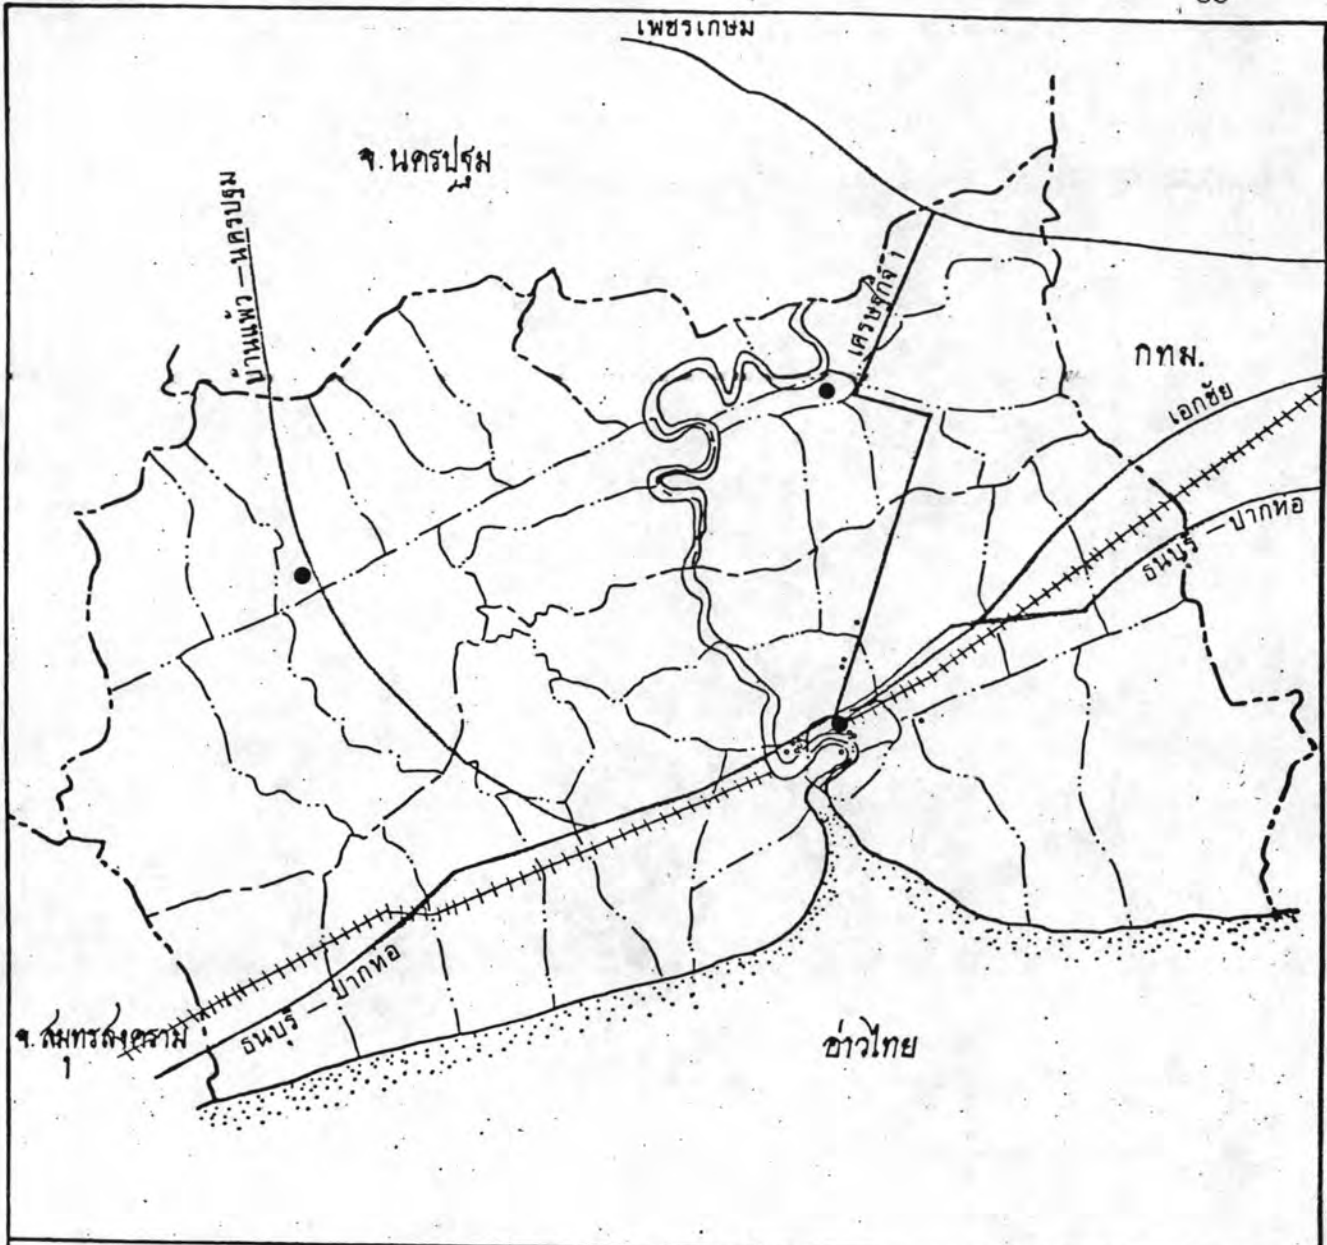 เพชรเกษม
จ.นครปฐม
บ้านแพ้ว–นครปฐม
เศรษฐกิจ 1
กทม.
เอกชัย
ธนบุรี – ปากท่อ
จ.สมุทรสงคราม
ธนบุรี – ปากท่อ
อ่าวไทย